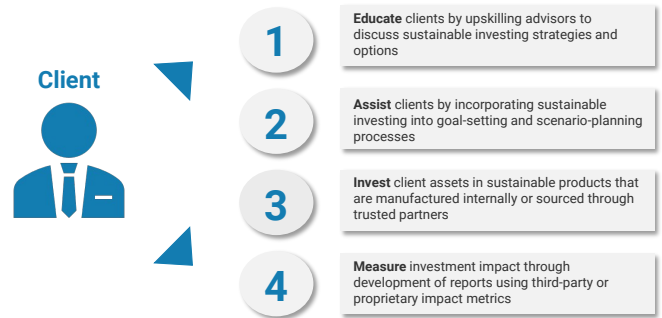 Client
1
Educate clients by upskilling advisors to
discuss sustainable investing strategies and
options
2
Assist clients by incorporating sustainable
investing into goal-setting and scenario-planning
processes
3
Invest client assets in sustainable products that
are manufactured internally or sourced through
trusted partners
4
Measure investment impact through
development of reports using third-party or
proprietary impact metrics